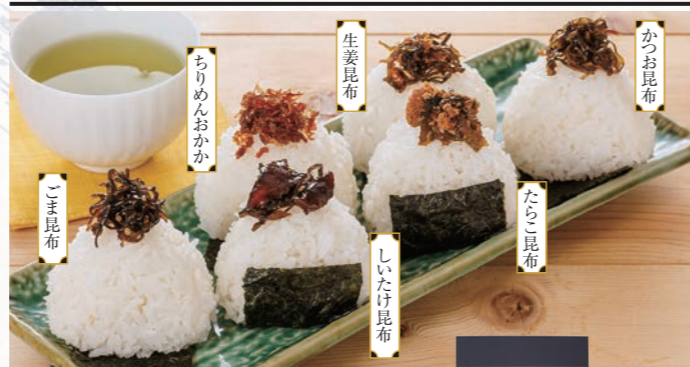 かつお昆布
生姜昆布
たらこ昆布
しいたけ昆布
ちりめんおかか
ごま昆布